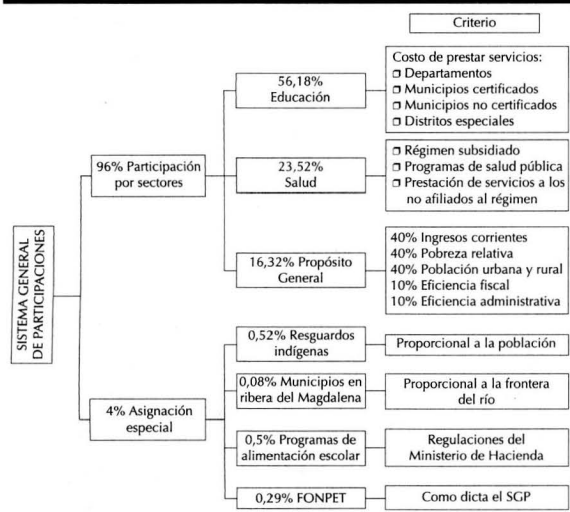 Criterio
SISTEMA GENERAL
DE PARTICIPACIONES
96% Participación
por sectores
56,18%
Educación
Costo de prestar servicios:
❒ Departamentos
❒ Municipios certificados
❒ Municipios no certificados
❒ Distritos especiales
23,52%
Salud
❒ Régimen subsidiado
❒ Programas de salud pública
❒ Prestación de servicios a los
no afiliados al régimen
16,32% Propósito
General
40% Ingresos corrientes
40% Pobreza relativa
40% Población urbana y rural
10% Eficiencia fiscal
10% Eficiencia administrativa
4% Asignación
especial
0,52% Resguardos
indígenas
Proporcional a la población
0,08% Municipios en
ribera del Magdalena
Proporcional a la frontera
del río
0,5% Programas de
alimentación escolar
Regulaciones del
Ministerio de Hacienda
0,29% FONPET
Como dicta el SGP